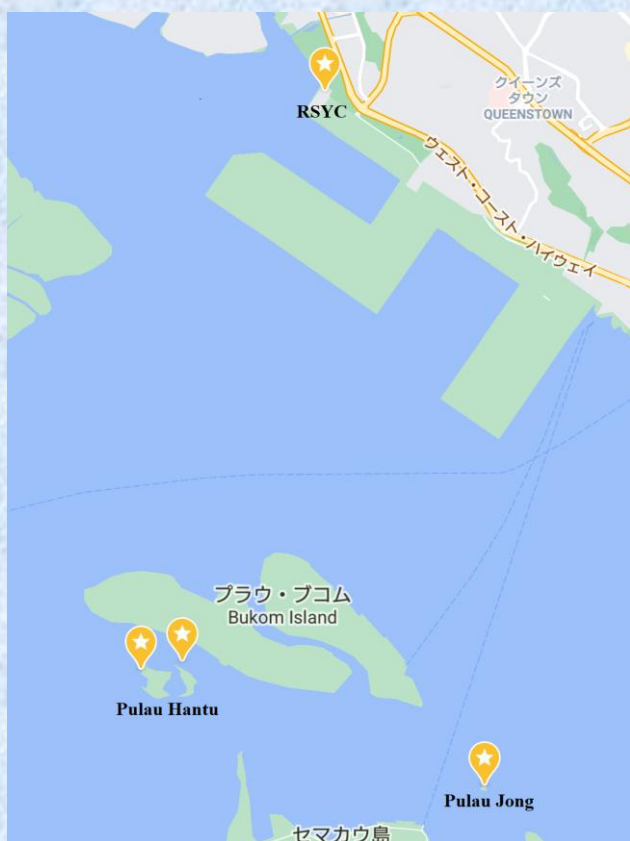 RSYC
クイーンズ
タウン
QUEENSTOWN
ウェスト・コースト・ハイウェイ
プラウ・ブコム
Bukom Island
Pulau Hantu
Pulau Jong
セマカウ島